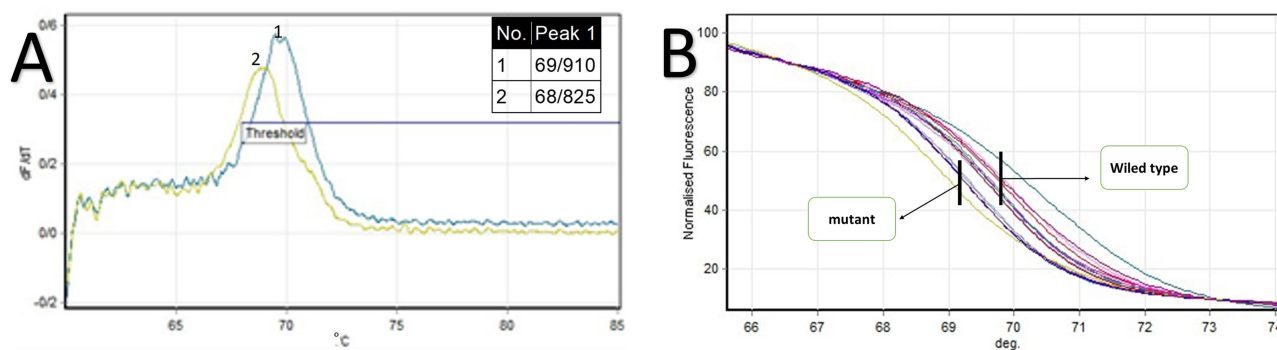 A
0/6
0/4
0/2
0/0
-0/2
dF/dT
1
2
Threshold
No. Peak 1
1 69/910
2 68/825
65 70 75 80 85
°C
B
100
80
60
40
20
Normalised Fluorescence
Wiled type
mutant
66 67 68 69 70 71 72 73 74
deg.